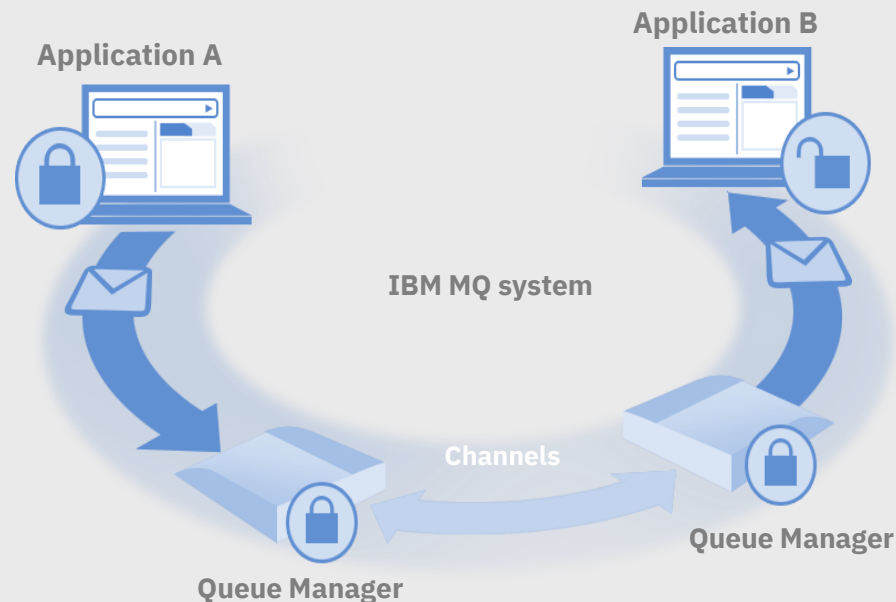 Application A
Application B
IBM MQ system
Channels
Queue Manager
Queue Manager